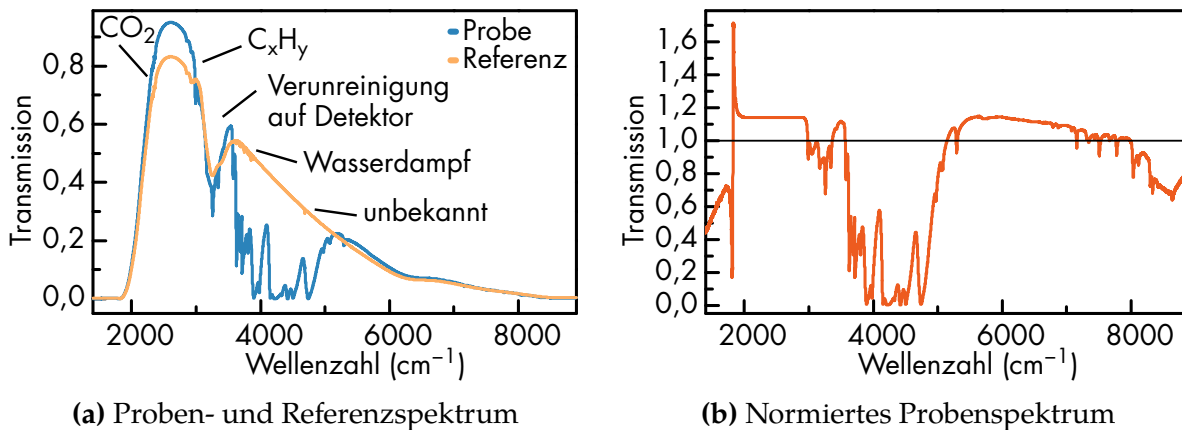 CO₂
CₓHᵧ
Probe
Referenz
Verunreinigung
auf Detektor
Wasserdampf
unbekannt
Transmission
0,8
0,6
0,4
0,2
0,0
2000 4000 6000 8000
Wellenzahl (cm⁻¹)
(a) Proben- und Referenzspektrum
Transmission
1,6
1,4
1,2
1,0
0,8
0,6
0,4
0,2
0,0
2000 4000 6000 8000
Wellenzahl (cm⁻¹)
(b) Normiertes Probenspektrum